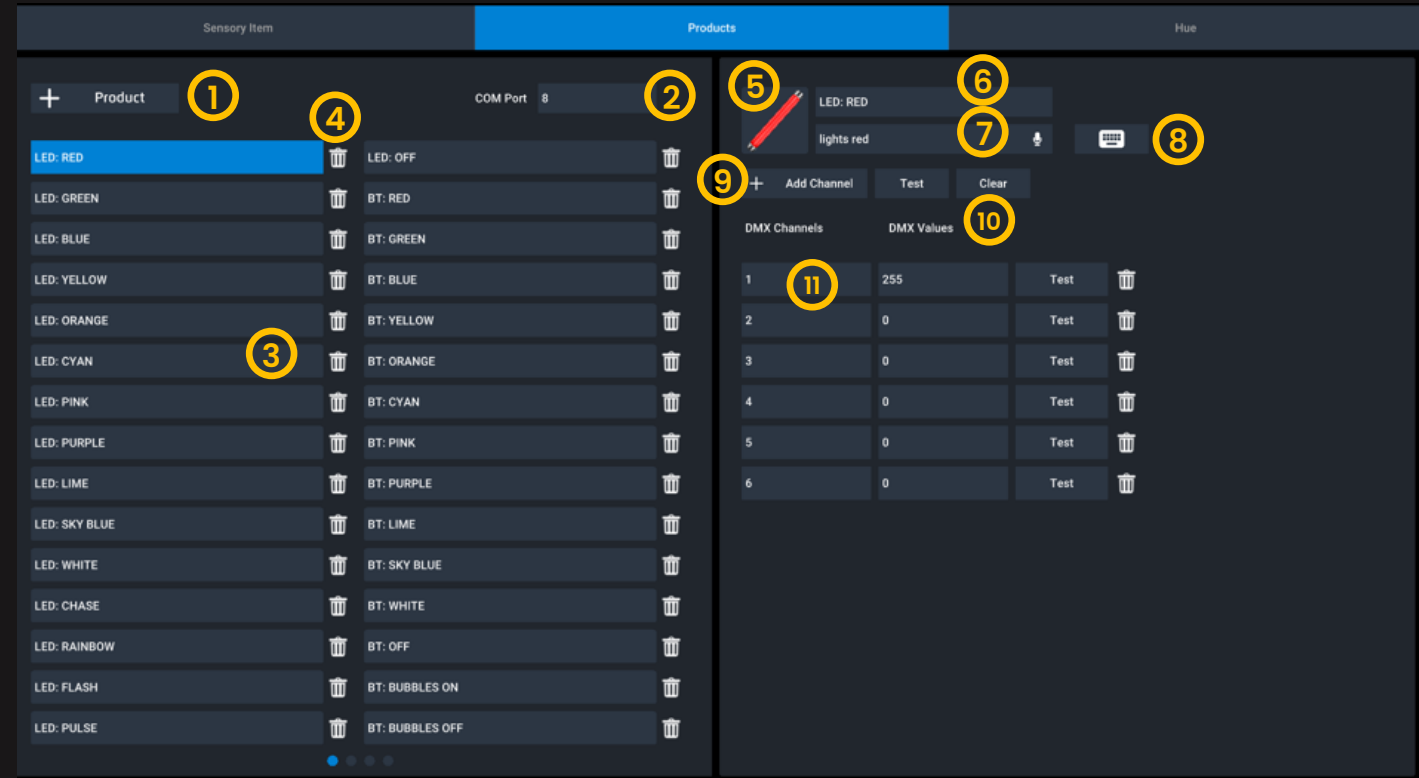 Sensory Item
Products
Hue
+ Product
1
COM Port 8
2
4
LED: RED
LED: GREEN
LED: BLUE
LED: YELLOW
LED: ORANGE
LED: CYAN
3
LED: PINK
LED: PURPLE
LED: LIME
LED: SKY BLUE
LED: WHITE
LED: CHASE
LED: RAINBOW
LED: FLASH
LED: PULSE
LED: OFF
BT: RED
BT: GREEN
BT: BLUE
BT: YELLOW
BT: ORANGE
BT: CYAN
BT: PINK
BT: PURPLE
BT: LIME
BT: SKY BLUE
BT: WHITE
BT: OFF
BT: BUBBLES ON
BT: BUBBLES OFF
5
LED: RED
6
lights red
7
8
9
+ Add Channel
Test
Clear
DMX Channels
DMX Values
10
1 11 255 Test
2 0 Test
3 0 Test
4 0 Test
5 0 Test
6 0 Test